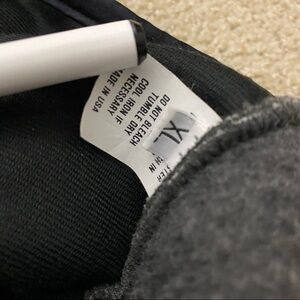 DO NOT BLEACH
TUMBLE DRY
COOL IRON IF
NECESSARY
MADE IN USA
XL